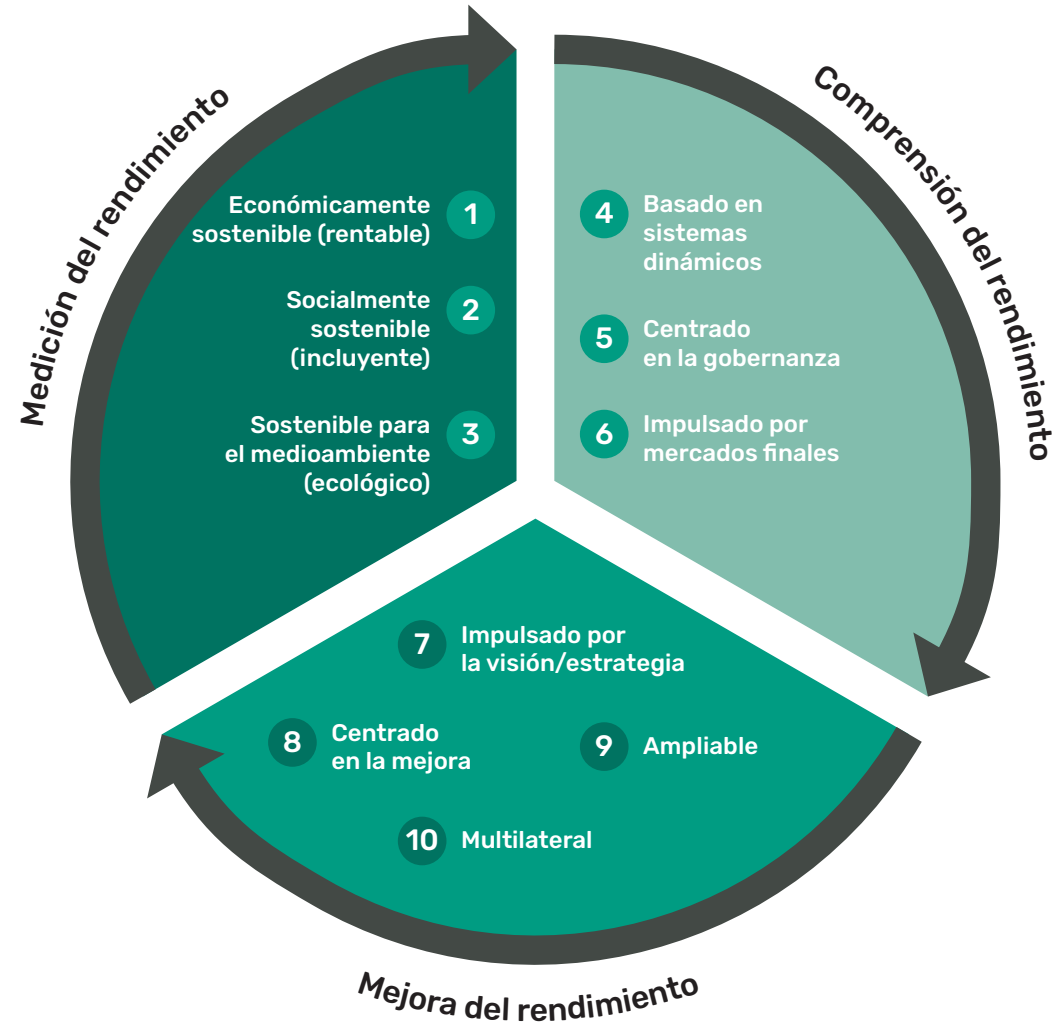 Medición del rendimiento
1
Económicamente
sostenible (rentable)
2
Socialmente
sostenible
(incluyente)
3
Sostenible para
el medioambiente
(ecológico)
Comprensión del rendimiento
4
Basado en
sistemas
dinámicos
5
Centrado
en la gobernanza
6
Impulsado por
mercados finales
7
Impulsado por
la visión/estrategia
8
Centrado
en la mejora
9
Ampliable
10
Multilateral
Mejora del rendimiento